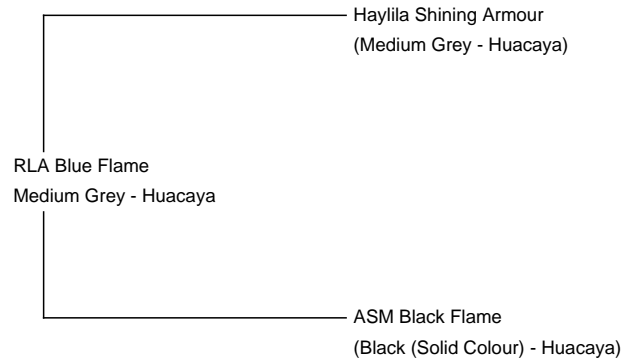 Haylila Shining Armour
(Medium Grey - Huacaya)
RLA Blue Flame
Medium Grey - Huacaya
ASM Black Flame
(Black (Solid Colour) - Huacaya)